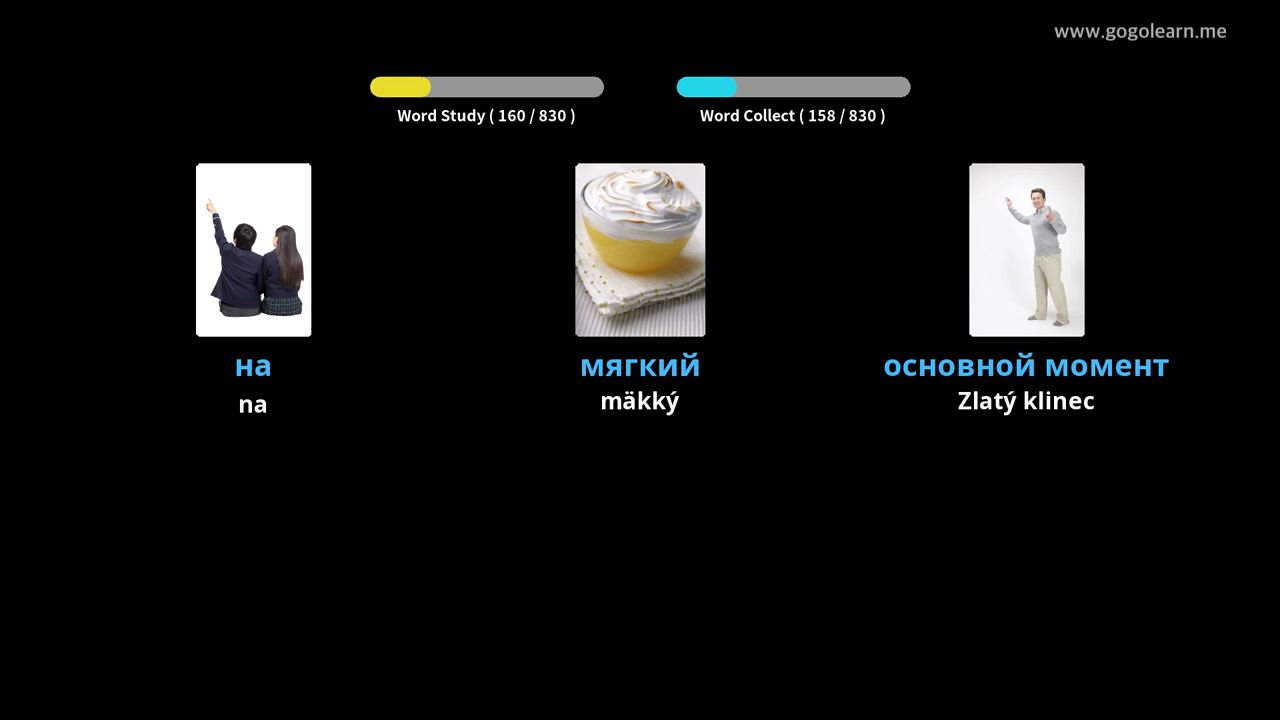 www.gogolearn.me
Word Study ( 160 / 830 )
Word Collect ( 158 / 830 )
на
мягкий
основной момент
na
mäkký
Zlatý klinec